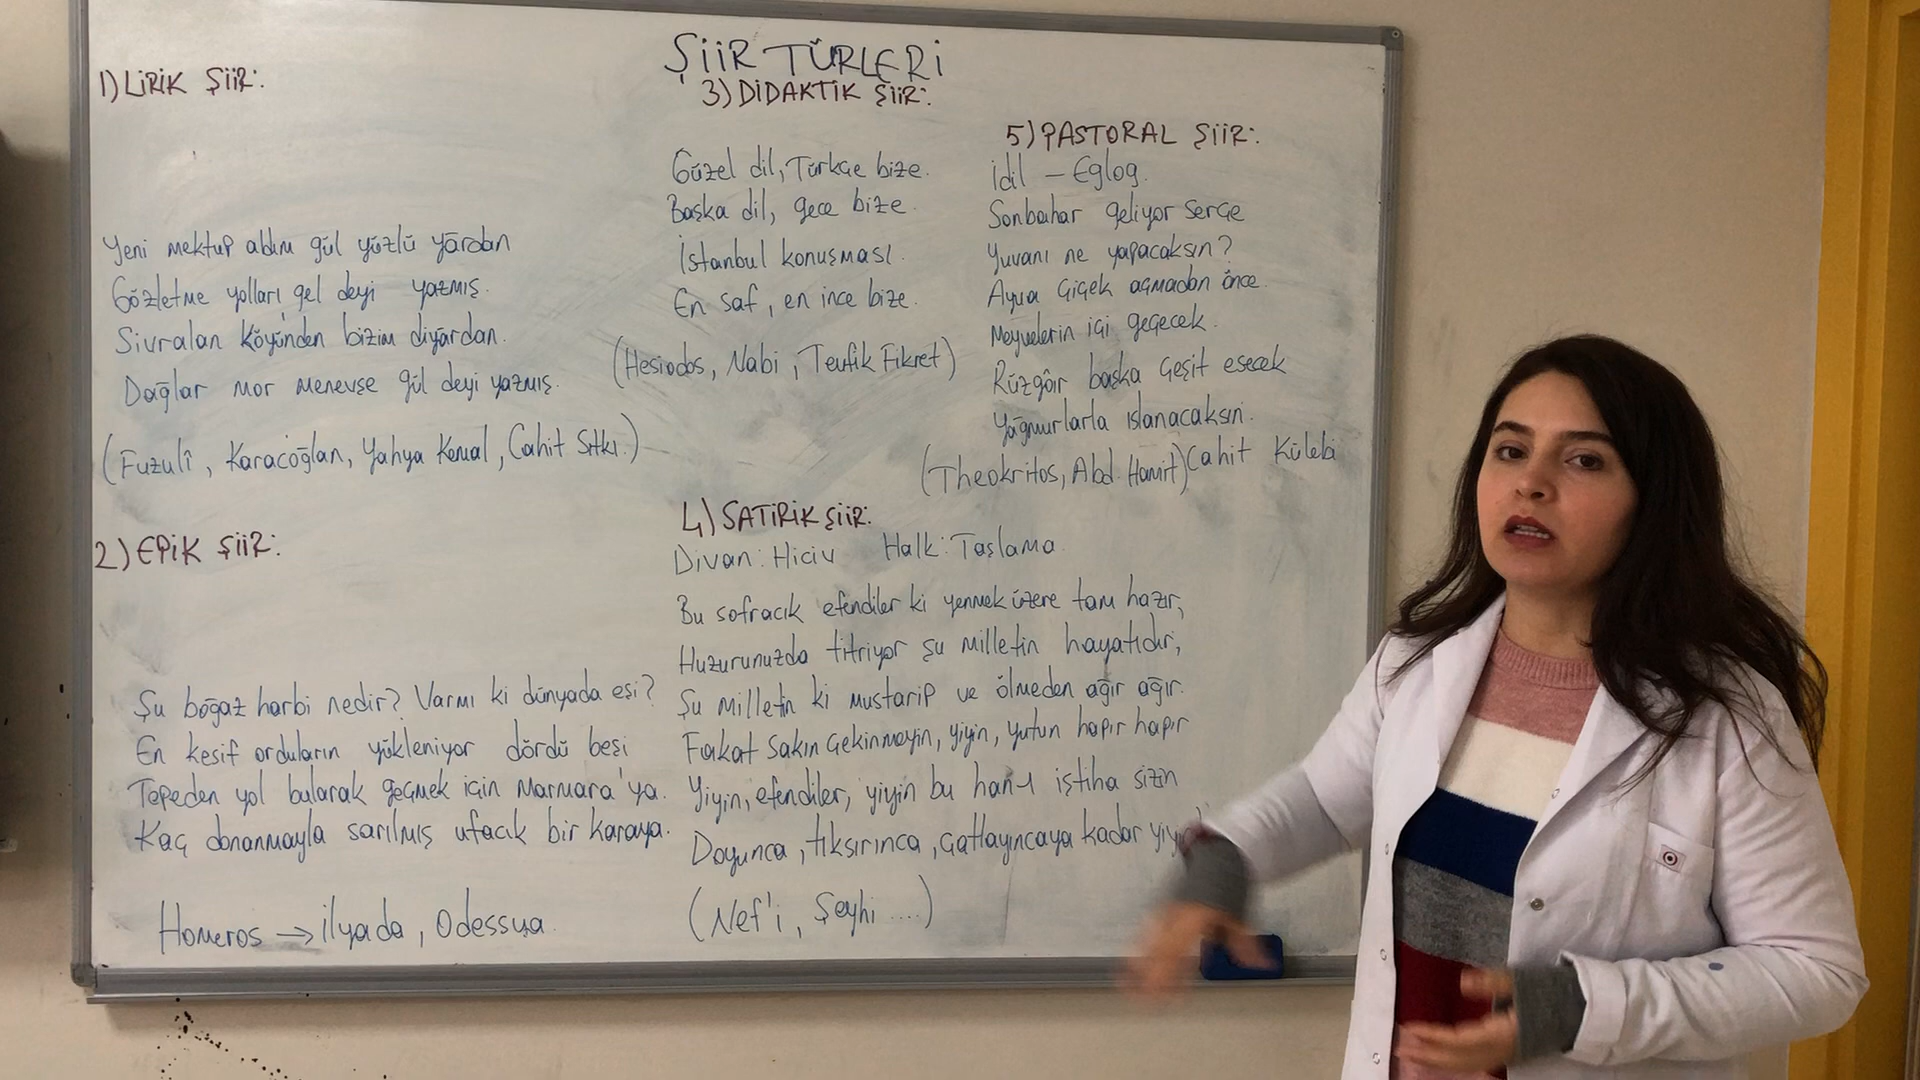 ŞİİR TÜRLERİ
1) LİRİK ŞİİR:
Yeni mektup aldım gül yüzlü yârdan
Gözletme yolları gel deyi yazmış.
Sivralan Köyünden bizim diyârdan.
Dağlar mor menevşe gül deyi yazmış.
(Fuzulî, Karacoğlan, Yahya Kemal, Cahit Sıtkı.)
2) EPİK ŞİİR:
Şu boğaz harbi nedir? Varmı ki dünyada eşi?
En kesif orduların yükleniyor dördü beşi
Tepeden yol bularak geçmek için Marmara'ya.
Kaç donanmayla sarılmış ufacık bir karaya.
Homeros → ilyada, Odessya
3) DİDAKTİK ŞİİR:
Güzel dil, Türkçe bize.
Başka dil, gece bize.
İstanbul konuşması.
En saf, en ince bize.
(Hesiodos, Nabi, Tevfik Fikret)
4) SATİRİK ŞİİR:
Divan: Hiciv Halk: Taşlama
Bu sofracık efendiler ki yenmek üzere tam hazır,
Huzurunuzda titriyor şu milletin hayatıdır,
Şu milletin ki mustarip ve ölmeden ağır ağır.
Fakat sakın çekinmeyin, yiyin, yutun hapır hapır
Yiyin, efendiler, yiyin bu han-ı iştiha sizin
Doyunca, tıksırınca, çatlayıncaya kadar
(Nef'i, Şeyhi ....)
5) PASTORAL ŞİİR:
İdil - Eglog.
Sonbahar geliyor serçe
Yuvanı ne yapacaksın?
Ayva çiçek açmadan önce.
Meyvelerin içi geçecek.
Rüzgâr başka çeşit esecek
Yağmurlarla ıslanacaksın.
(Theokritos, Abd. Hamit) Cahit Külebi